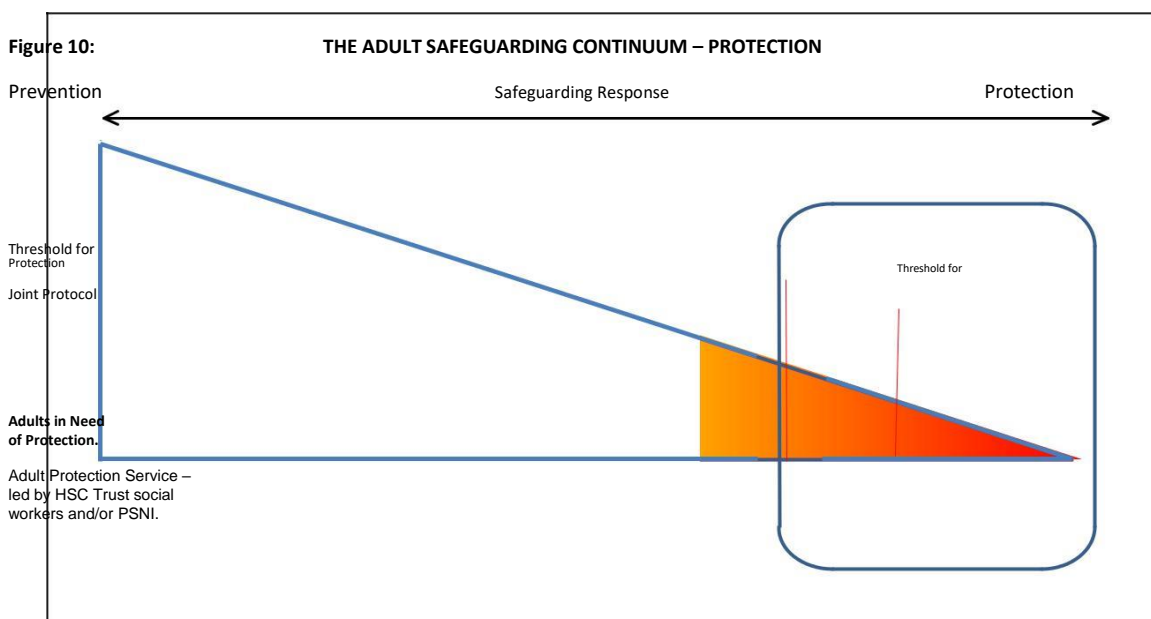 Figure 10: THE ADULT SAFEGUARDING CONTINUUM – PROTECTION
Prevention Safeguarding Response Protection
Threshold for
Protection
Threshold for
Joint Protocol
Adults in Need
of Protection.
Adult Protection Service –
led by HSC Trust social
workers and/or PSNI.